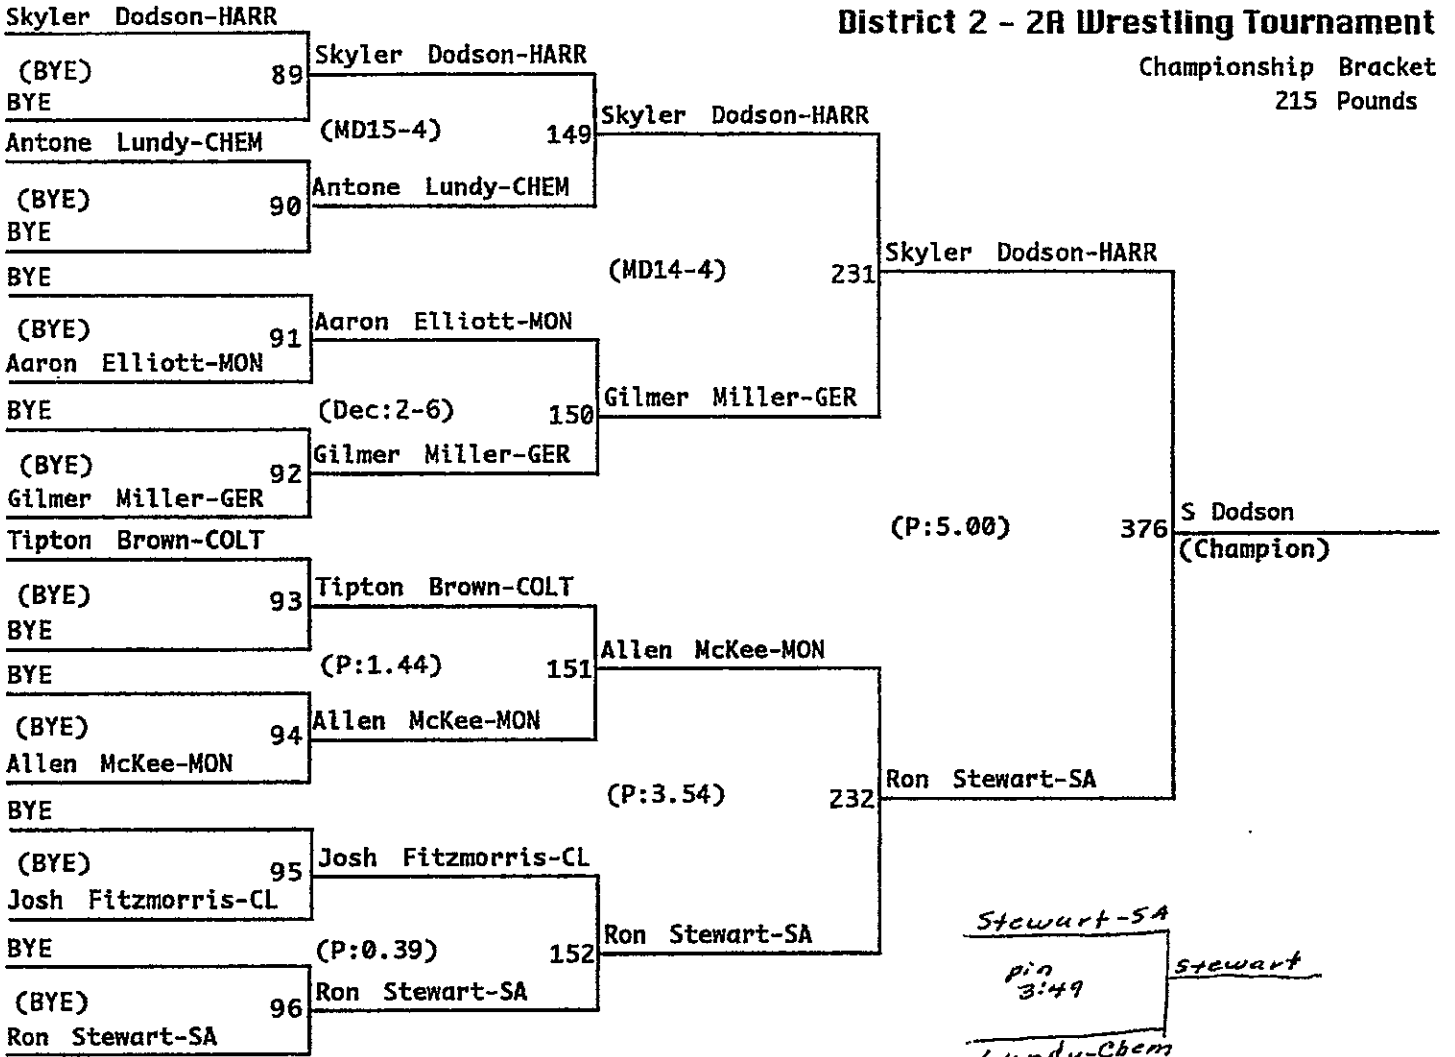 District 2 - 2A Wrestling Tournament
Championship Bracket
215 Pounds
Skyler Dodson-HARR
(BYE)
89
BYE
Skyler Dodson-HARR
Antone Lundy-CHEM
(BYE)
90
BYE
(MD15-4)
149
Antone Lundy-CHEM
Skyler Dodson-HARR
BYE
(BYE)
91
Aaron Elliott-MON
Aaron Elliott-MON
BYE
(BYE)
92
Gilmer Miller-GER
(Dec:2-6)
150
Gilmer Miller-GER
Gilmer Miller-GER
(MD14-4)
231
Skyler Dodson-HARR
Tipton Brown-COLT
(BYE)
93
BYE
Tipton Brown-COLT
BYE
(BYE)
94
Allen McKee-MON
(P:1.44)
151
Allen McKee-MON
Allen McKee-MON
BYE
(BYE)
95
Josh Fitzmorris-CL
Josh Fitzmorris-CL
BYE
(BYE)
96
Ron Stewart-SA
(P:0.39)
152
Ron Stewart-SA
Ron Stewart-SA
(P:3.54)
232
Ron Stewart-SA
(P:5.00)
376
S Dodson
(Champion)
Stewart-SA
pin
3:49
Stewart
Lundy-Chem